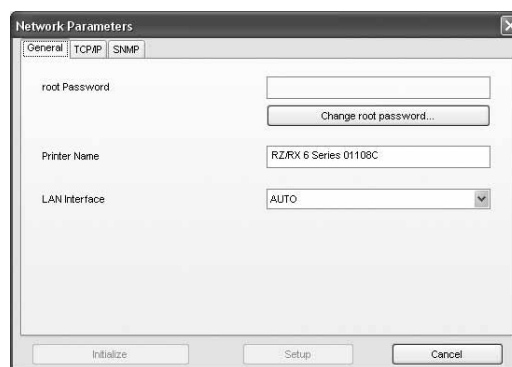 Network Parameters
General TCP/IP SNMP
root Password
Change root password...
Printer Name RZ/RX 6 Series 01108C
LAN Interface AUTO
Initialize Setup Cancel